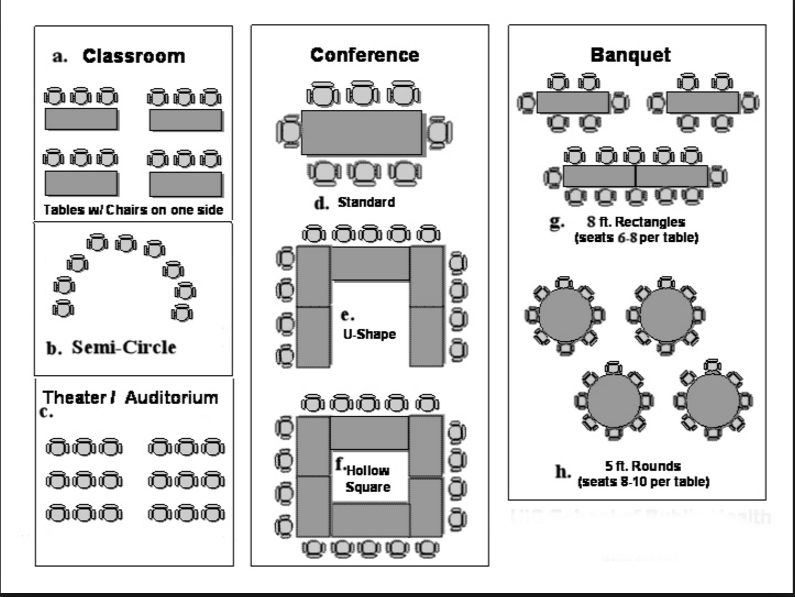 a. Classroom
Tables w/ Chairs on one side
b. Semi-Circle
Theater / Auditorium
c.
Conference
d. Standard
e.
U-Shape
f. Hollow
Square
Banquet
g. 8 ft. Rectangles
(seats 6-8 per table)
h. 5 ft. Rounds
(seats 8-10 per table)